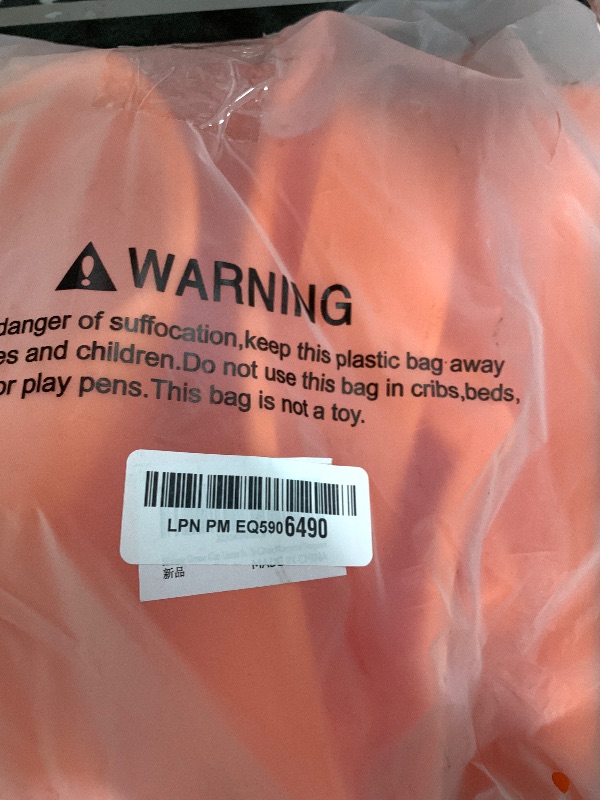 WARNING
danger of suffocation,keep this plastic bag away
es and children.Do not use this bag in cribs,beds,
or play pens.This bag is not a toy.
LPN PM EQ5906490
新品